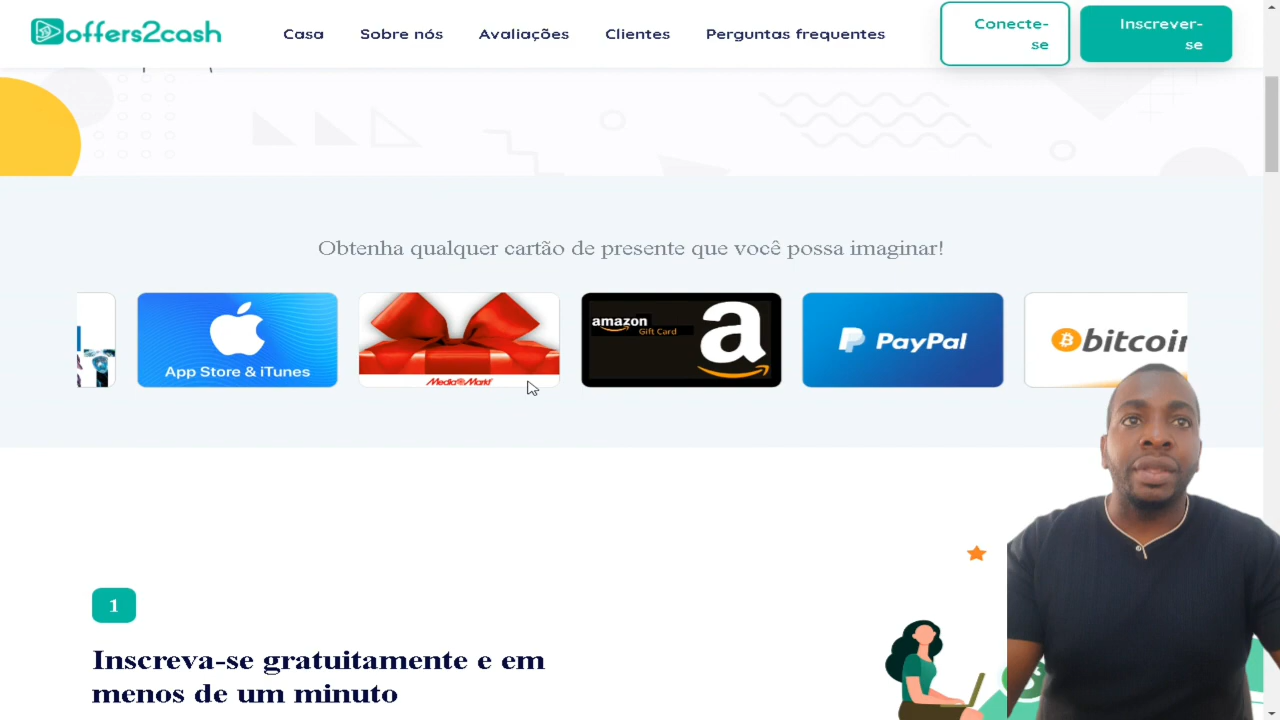 offers2cash
Casa
Sobre nós
Avaliações
Clientes
Perguntas frequentes
Conecte-
se
Inscrever-
se
Obtenha qualquer cartão de presente que você possa imaginar!
App Store & iTunes
Media Markt
amazon
Gift Card
a
PayPal
bitcoin
1
Inscreva-se gratuitamente e em
menos de um minuto